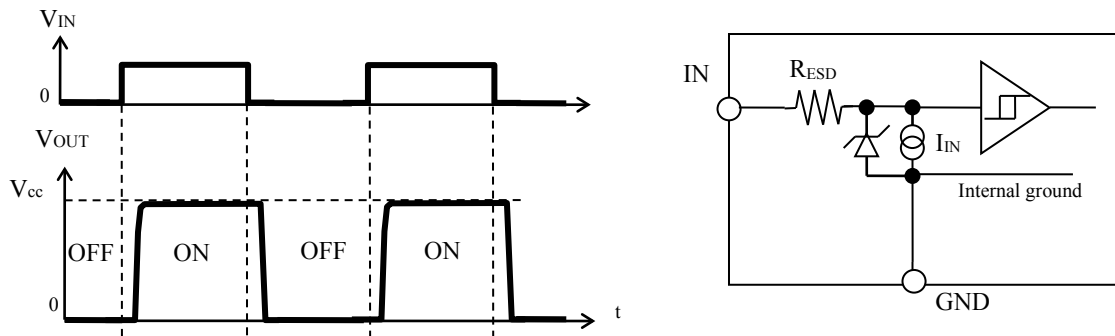 VIN
0
VOUT
Vcc
OFF
ON
OFF
ON
0
t
IN
RESD
IIN
Internal ground
GND